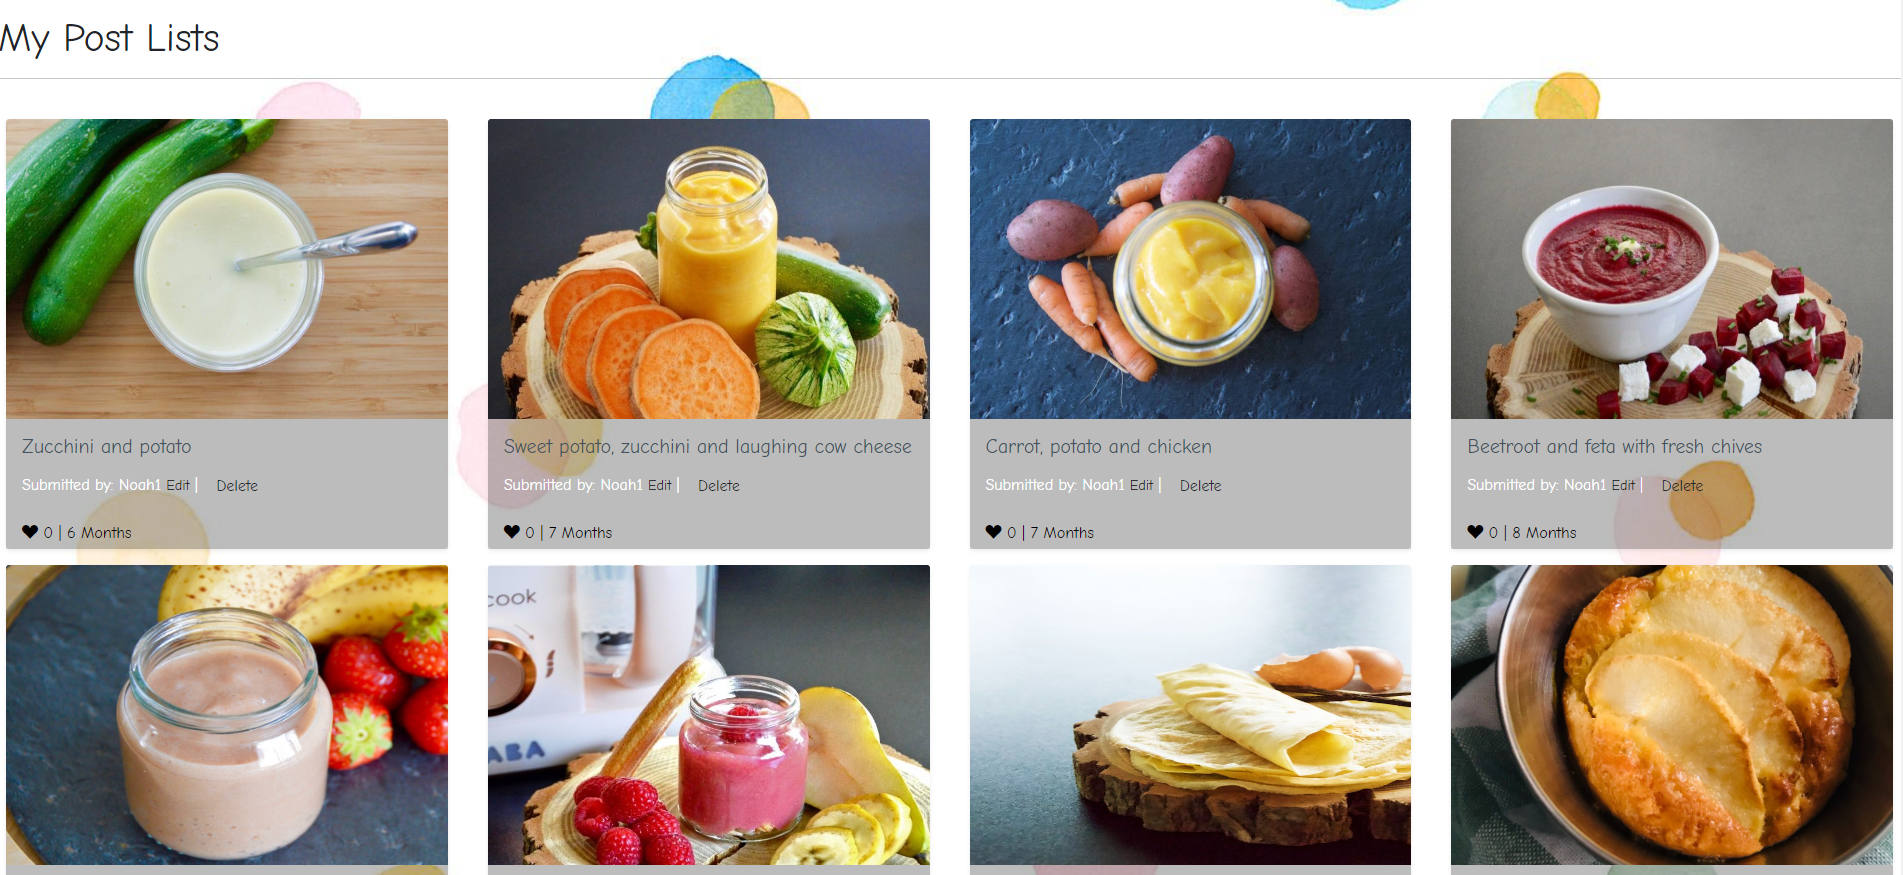 My Post Lists
Zucchini and potato
Submitted by: Noah1 Edit | Delete
0 | 6 Months
Sweet potato, zucchini and laughing cow cheese
Submitted by: Noah1 Edit | Delete
0 | 7 Months
Carrot, potato and chicken
Submitted by: Noah1 Edit | Delete
0 | 7 Months
Beetroot and feta with fresh chives
Submitted by: Noah1 Edit | Delete
0 | 8 Months
cook
ABA